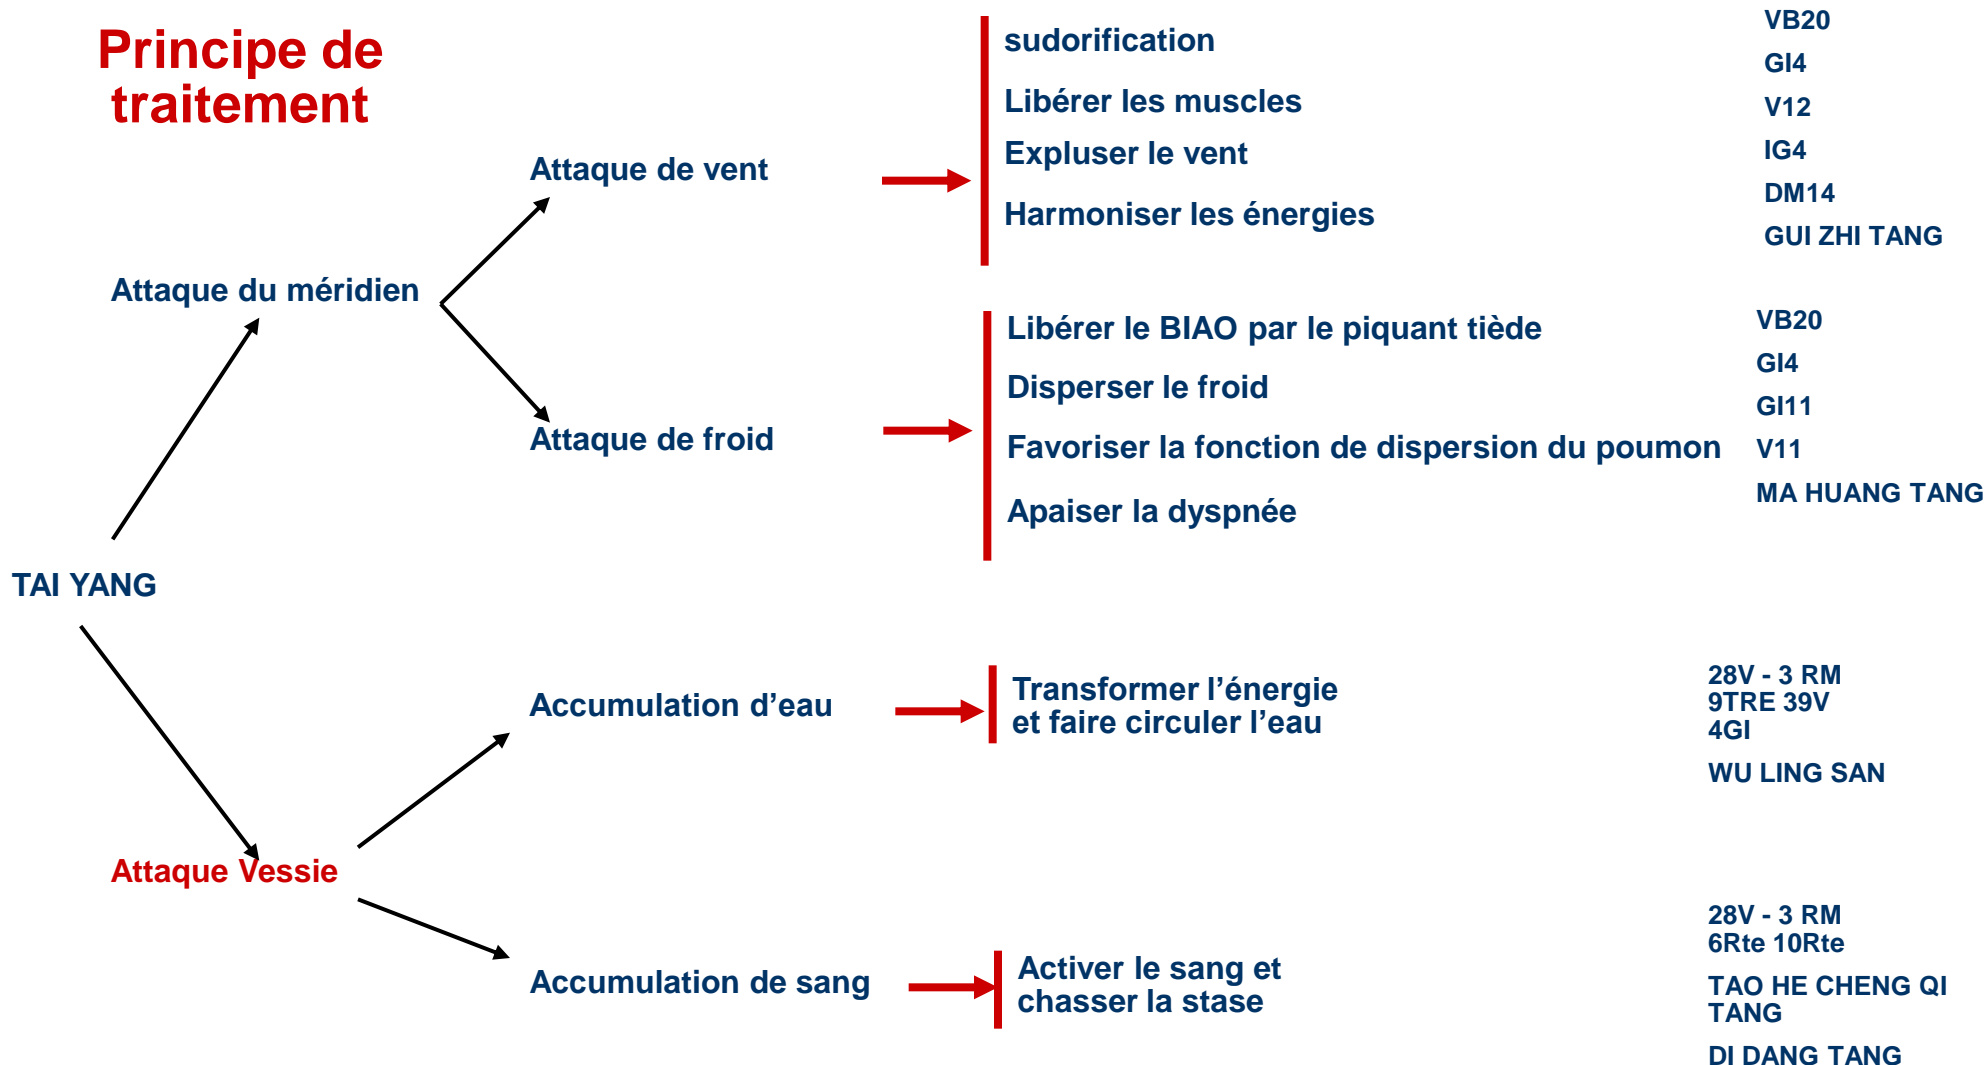 Principe de
traitement
sudorification
Libérer les muscles
Expluser le vent
Harmoniser les énergies
VB20
GI4
V12
IG4
DM14
GUI ZHI TANG
Attaque de vent
Attaque du méridien
Attaque de froid
Libérer le BIAO par le piquant tiède
Disperser le froid
Favoriser la fonction de dispersion du poumon
Apaiser la dyspnée
VB20
GI4
GI11
V11
MA HUANG TANG
TAI YANG
Accumulation d’eau
Transformer l’énergie
et faire circuler l’eau
28V - 3 RM
9TRE 39V
4GI
WU LING SAN
Attaque Vessie
Accumulation de sang
Activer le sang et
chasser la stase
28V - 3 RM
6Rte 10Rte
TAO HE CHENG QI
TANG
DI DANG TANG